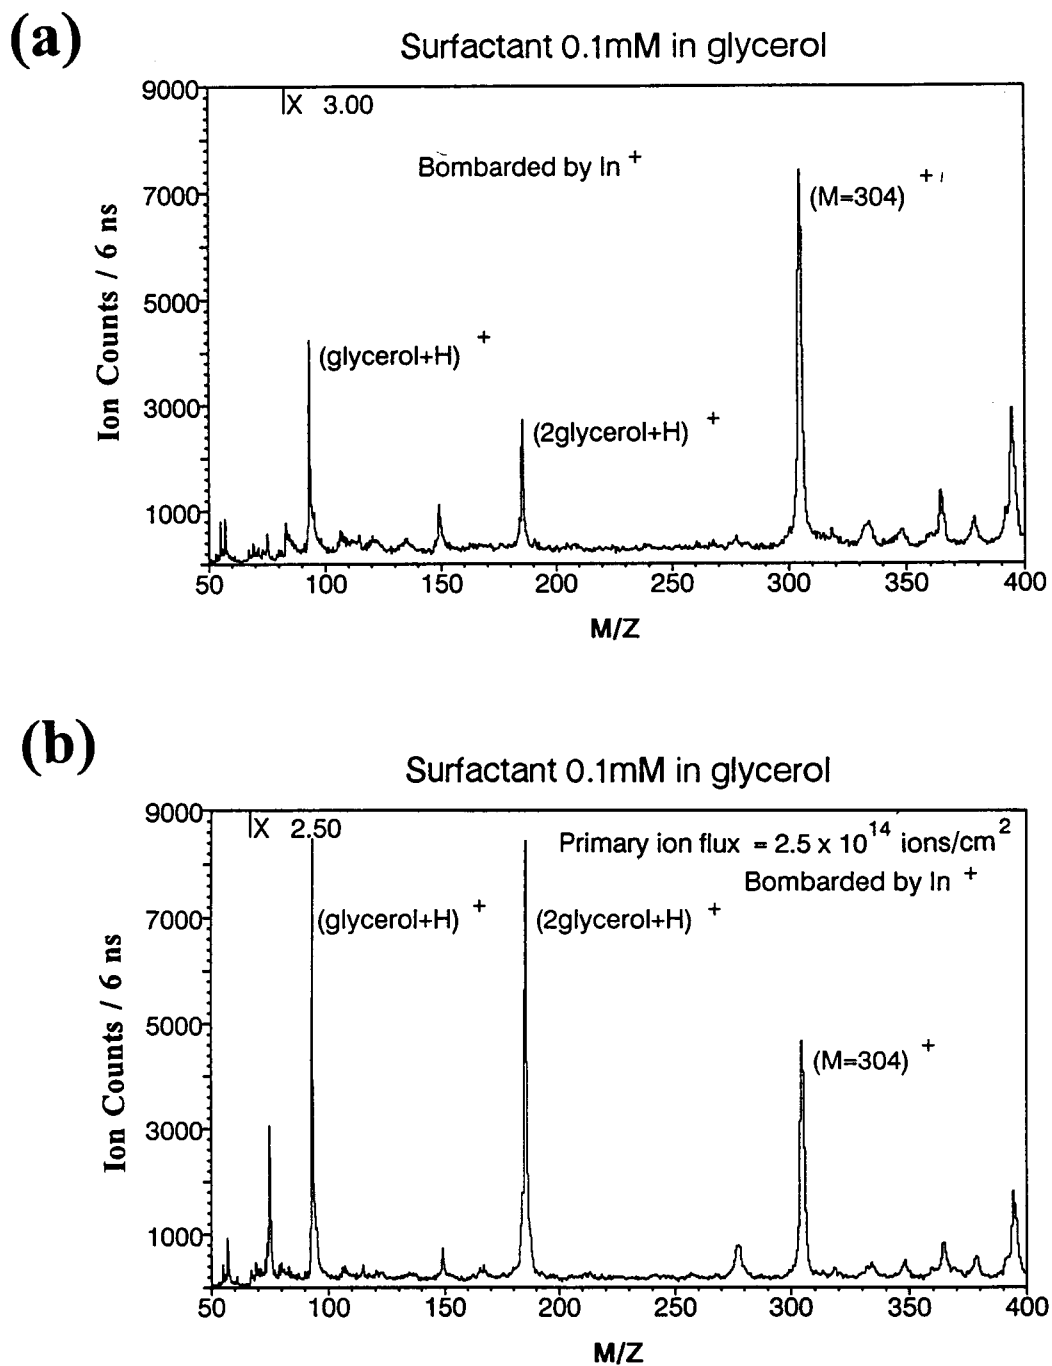 (a)
Surfactant 0.1mM in glycerol
9000
X 3.00
Bombarded by In +
7000
(M=304) +
Ion Counts / 6 ns
5000
(glycerol+H) +
3000
(2glycerol+H) +
1000
50 100 150 200 250 300 350 400
M/Z
(b)
Surfactant 0.1mM in glycerol
9000
X 2.50
Primary ion flux = 2.5 x 10^14 ions/cm^2
Bombarded by In +
7000
(glycerol+H) +
(2glycerol+H) +
Ion Counts / 6 ns
5000
(M=304) +
3000
1000
50 100 150 200 250 300 350 400
M/Z